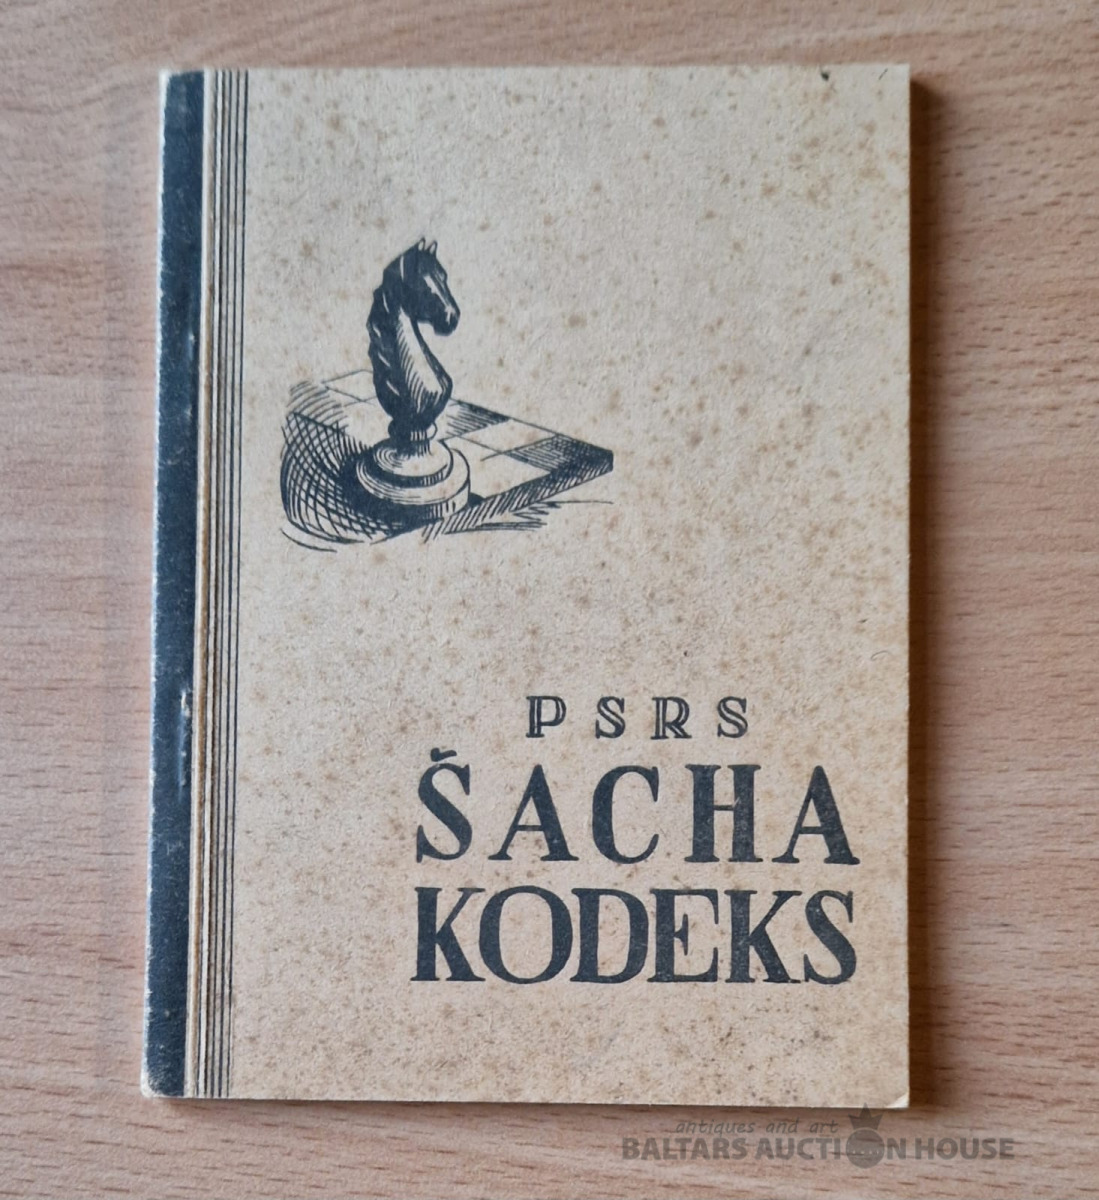 PSRS
ŠACHA
KODEKS
antiques and art
BALTARS AUCTION HOUSE